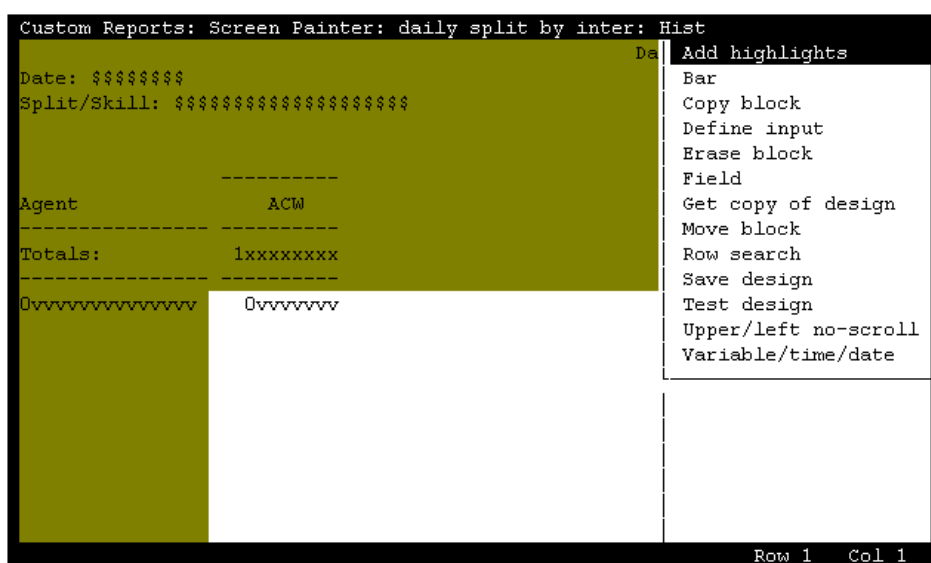 Custom Reports: Screen Painter: daily split by inter: Hist
Da
Date: $$$$$$$$
Split/Skill: $$$$$$$$$$$$$$$$$$$$
----------
Agent ACW
---------------- ----------
Totals: 1xxxxxxxx
---------------- ----------
0vvvvvvvvvvvvvv 0vvvvvvv
Add highlights
Bar
Copy block
Define input
Erase block
Field
Get copy of design
Move block
Row search
Save design
Test design
Upper/left no-scroll
Variable/time/date
Row 1 Col 1